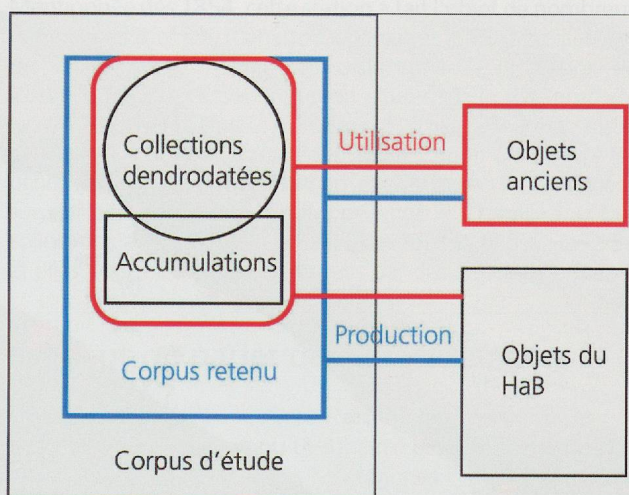 Collections
dendrodatées
Accumulations
Utilisation
Objets
anciens
Production
Corpus retenu
Objets du
HaB
Corpus d'étude